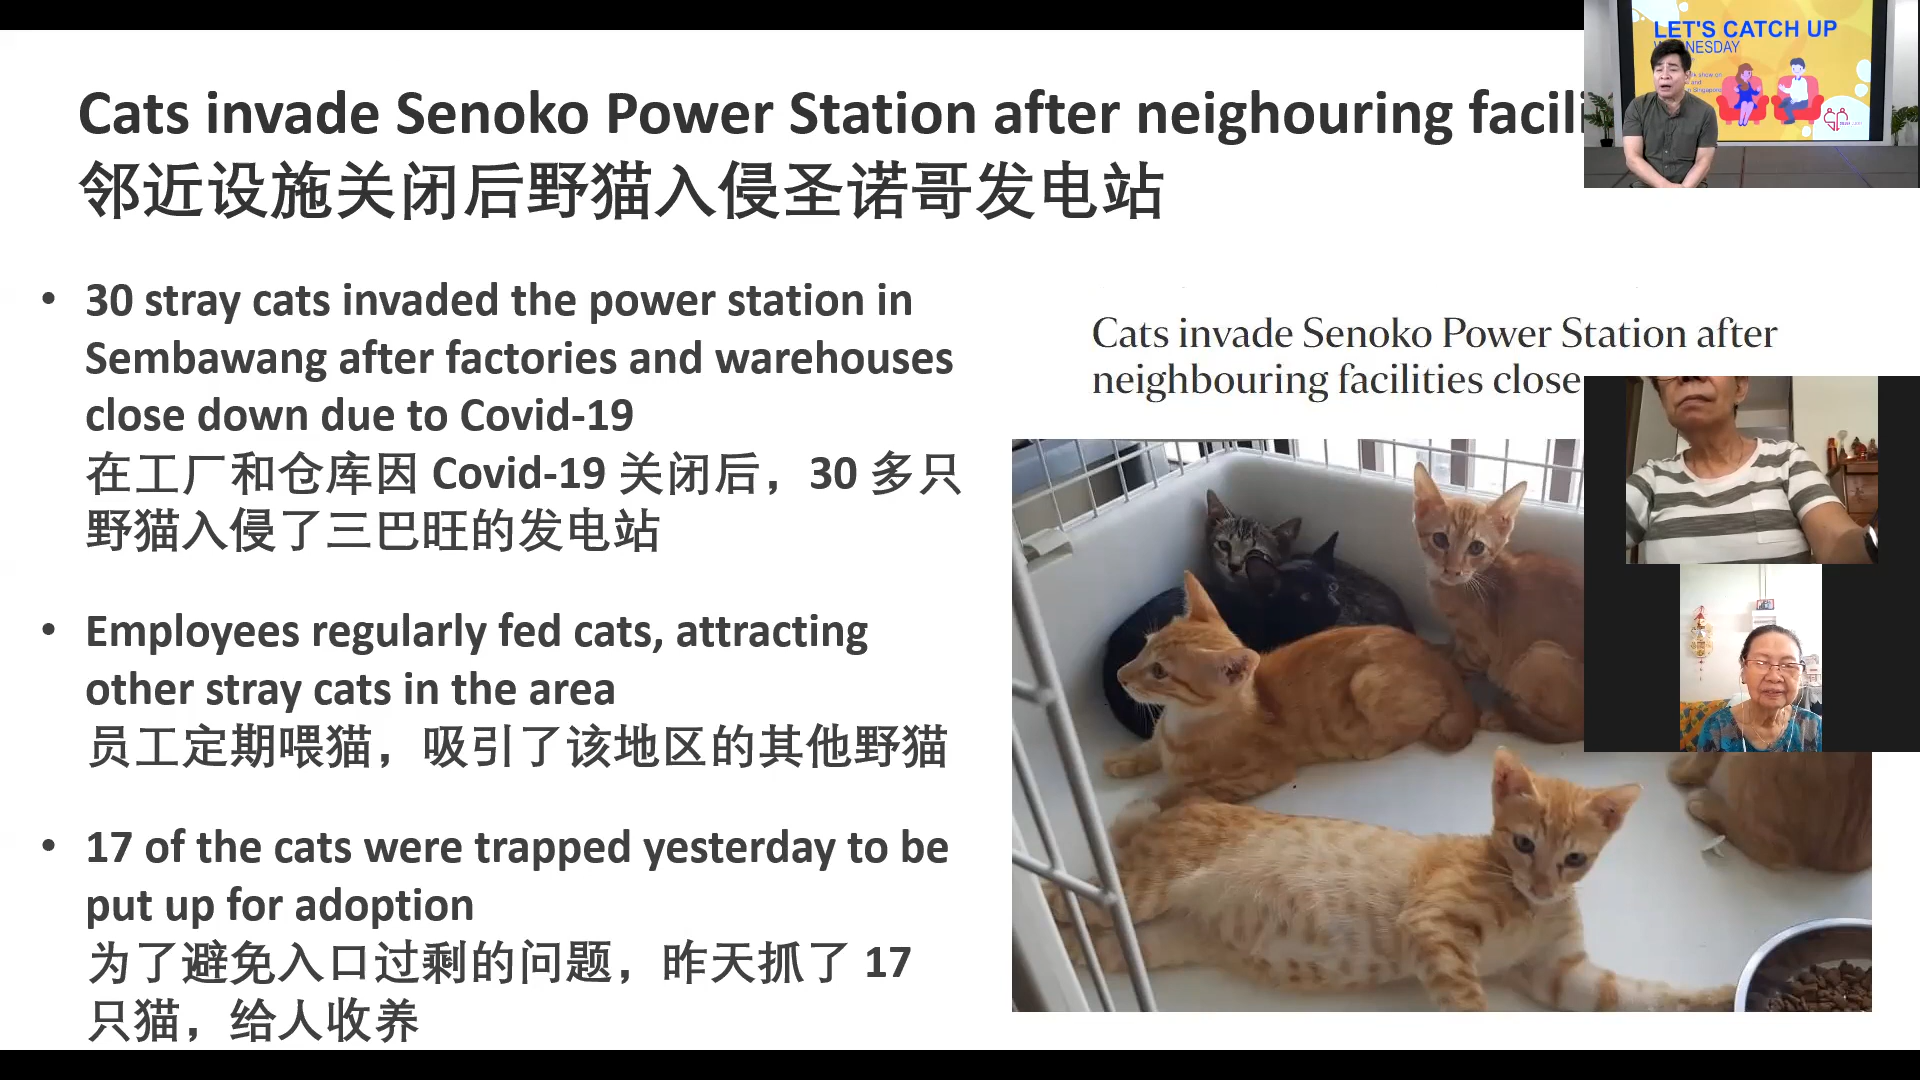 Cats invade Senoko Power Station after neighouring facili
邻近设施关闭后野猫入侵圣诺哥发电站
• 30 stray cats invaded the power station in
Sembawang after factories and warehouses
close down due to Covid-19
在工厂和仓库因 Covid-19 关闭后，30 多只
野猫入侵了三巴旺的发电站
• Employees regularly fed cats, attracting
other stray cats in the area
员工定期喂猫，吸引了该地区的其他野猫
• 17 of the cats were trapped yesterday to be
put up for adoption
为了避免入口过剩的问题，昨天抓了 17
只猫，给人收养
Cats invade Senoko Power Station after
neighbouring facilities close
LET'S CATCH UP